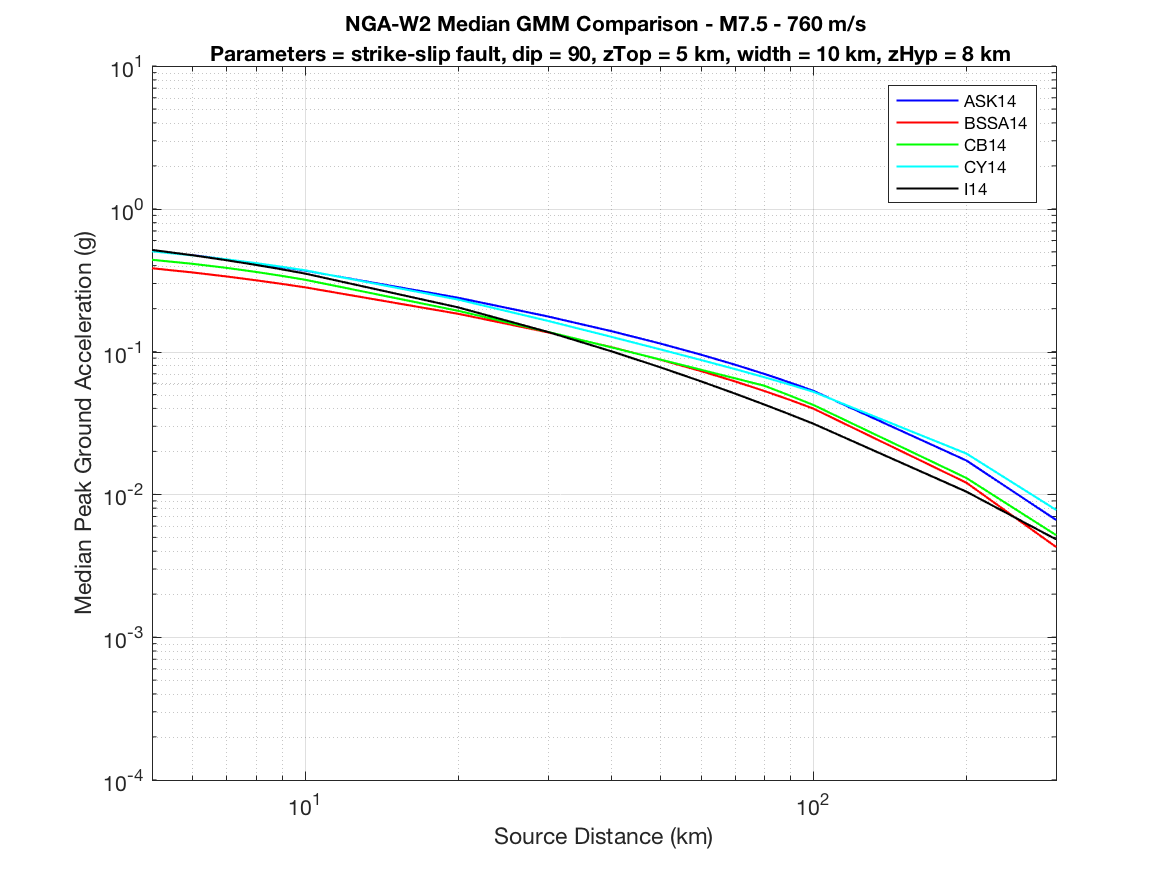 NGA-W2 Median GMM Comparison - M7.5 - 760 m/s
Parameters = strike-slip fault, dip = 90, zTop = 5 km, width = 10 km, zHyp = 8 km
10^1
10^0
10^-1
10^-2
10^-3
10^-4
Median Peak Ground Acceleration (g)
ASK14
BSSA14
CB14
CY14
I14
10^1
10^2
Source Distance (km)